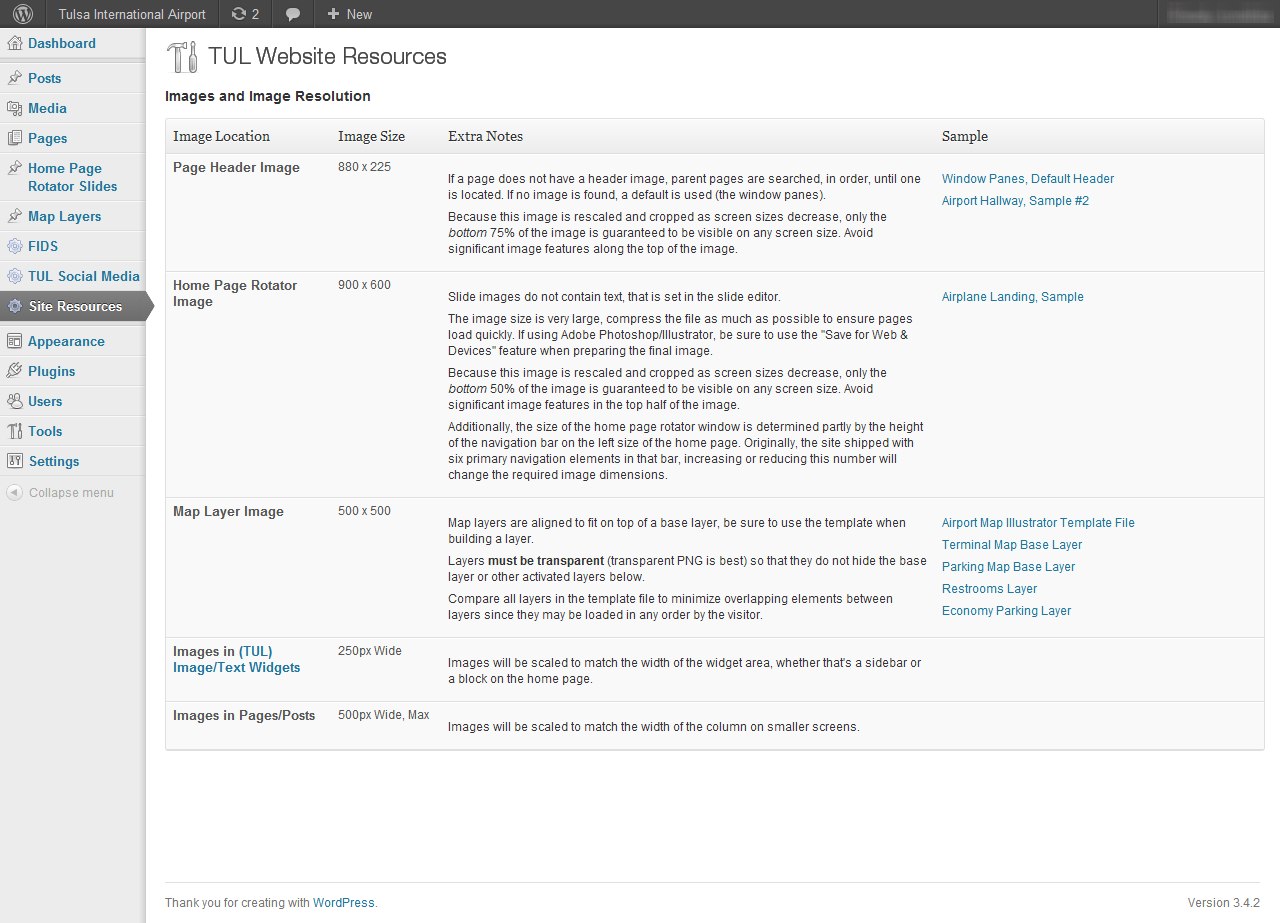 Tulsa International Airport
2
New
Dashboard
Posts
Media
Pages
Home Page
Rotator Slides
Map Layers
FIDS
TUL Social Media
Site Resources
Appearance
Plugins
Users
Tools
Settings
Collapse menu
TUL Website Resources
Images and Image Resolution
Image Location Image Size Extra Notes Sample
Page Header Image 880 x 225
If a page does not have a header image, parent pages are searched, in order, until one
is located. If no image is found, a default is used (the window panes).
Because this image is rescaled and cropped as screen sizes decrease, only the
bottom 75% of the image is guaranteed to be visible on any screen size. Avoid
significant image features along the top of the image.
Window Panes, Default Header
Airport Hallway, Sample #2
Home Page Rotator
Image
900 x 600
Slide images do not contain text, that is set in the slide editor.
The image size is very large, compress the file as much as possible to ensure pages
load quickly. If using Adobe Photoshop/Illustrator, be sure to use the "Save for Web &
Devices" feature when preparing the final image.
Because this image is rescaled and cropped as screen sizes decrease, only the
bottom 50% of the image is guaranteed to be visible on any screen size. Avoid
significant image features in the top half of the image.
Additionally, the size of the home page rotator window is determined partly by the height
of the navigation bar on the left size of the home page. Originally, the site shipped with
six primary navigation elements in that bar, increasing or reducing this number will
change the required image dimensions.
Airplane Landing, Sample
Map Layer Image 500 x 500
Map layers are aligned to fit on top of a base layer, be sure to use the template when
building a layer.
Layers must be transparent (transparent PNG is best) so that they do not hide the base
layer or other activated layers below.
Compare all layers in the template file to minimize overlapping elements between
layers since they may be loaded in any order by the visitor.
Airport Map Illustrator Template File
Terminal Map Base Layer
Parking Map Base Layer
Restrooms Layer
Economy Parking Layer
Images in (TUL)
Image/Text Widgets
250px Wide
Images will be scaled to match the width of the widget area, whether that's a sidebar or
a block on the home page.
Images in Pages/Posts 500px Wide, Max
Images will be scaled to match the width of the column on smaller screens.
Thank you for creating with WordPress.
Version 3.4.2